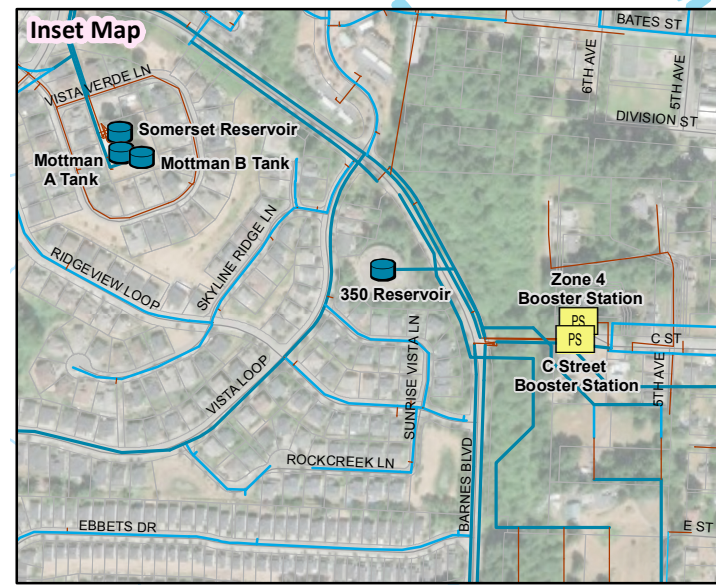 Inset Map
BATES ST
6TH AVE
5TH AVE
DIVISION ST
VISTA VERDE LN
Somerset Reservoir
Mottman
A Tank
Mottman B Tank
SKYLINE RIDGE LN
RIDGEVIEW LOOP
350 Reservoir
Zone 4
Booster Station
PS
PS
C ST
C Street
Booster Station
5TH AVE
VISTA LOOP
SUNRISE VISTA LN
ROCKCREEK LN
BARNES BLVD
EBBETS DR
E ST